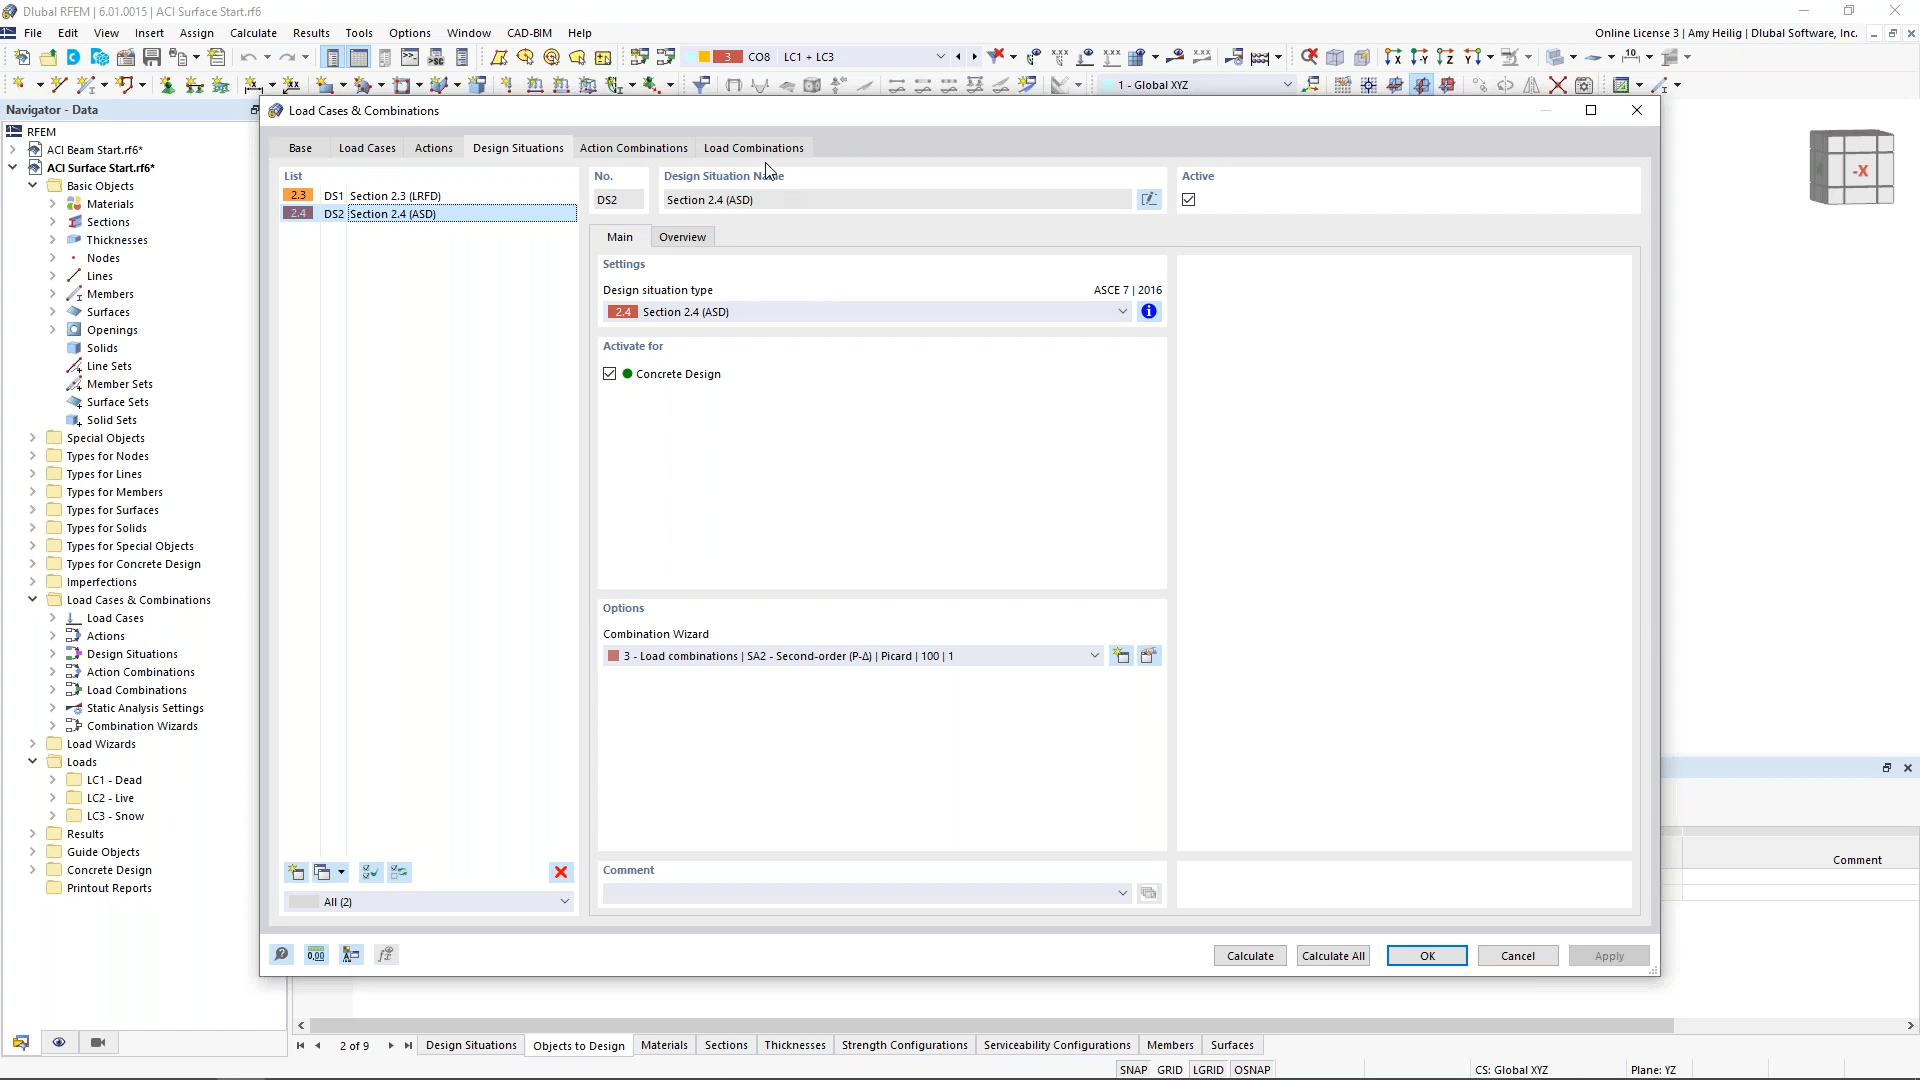 Dlubal RFEM | 6.01.0015 | ACI Surface Start.rf6
File Edit View Insert Assign Calculate Results Tools Options Window CAD-BIM Help
Online License 3 | Amy Heilig | Dlubal Software, Inc.
3 CO8 LC1 + LC3
1 - Global XYZ
Navigator - Data
RFEM
ACI Beam Start.rf6*
ACI Surface Start.rf6*
Basic Objects
Materials
Sections
Thicknesses
Nodes
Lines
Members
Surfaces
Openings
Solids
Line Sets
Member Sets
Surface Sets
Solid Sets
Special Objects
Types for Nodes
Types for Lines
Types for Members
Types for Surfaces
Types for Solids
Types for Special Objects
Types for Concrete Design
Imperfections
Load Cases & Combinations
Load Cases
Actions
Design Situations
Action Combinations
Load Combinations
Static Analysis Settings
Combination Wizards
Load Wizards
Loads
LC1 - Dead
LC2 - Live
LC3 - Snow
Results
Guide Objects
Concrete Design
Printout Reports
Load Cases & Combinations
Base Load Cases Actions Design Situations Action Combinations Load Combinations
List
2.3 DS1 Section 2.3 (LRFD)
2.4 DS2 Section 2.4 (ASD)
All (2)
No.
DS2
Design Situation Name
Section 2.4 (ASD)
Active
Main Overview
Settings
Design situation type ASCE 7 | 2016
2.4 Section 2.4 (ASD)
Activate for
Concrete Design
Options
Combination Wizard
3 - Load combinations | SA2 - Second-order (P-Δ) | Picard | 100 | 1
Comment
Calculate Calculate All OK Cancel Apply
-X
Comment
2 of 9 Design Situations Objects to Design Materials Sections Thicknesses Strength Configurations Serviceability Configurations Members Surfaces
SNAP GRID LGRID OSNAP CS: Global XYZ Plane: YZ